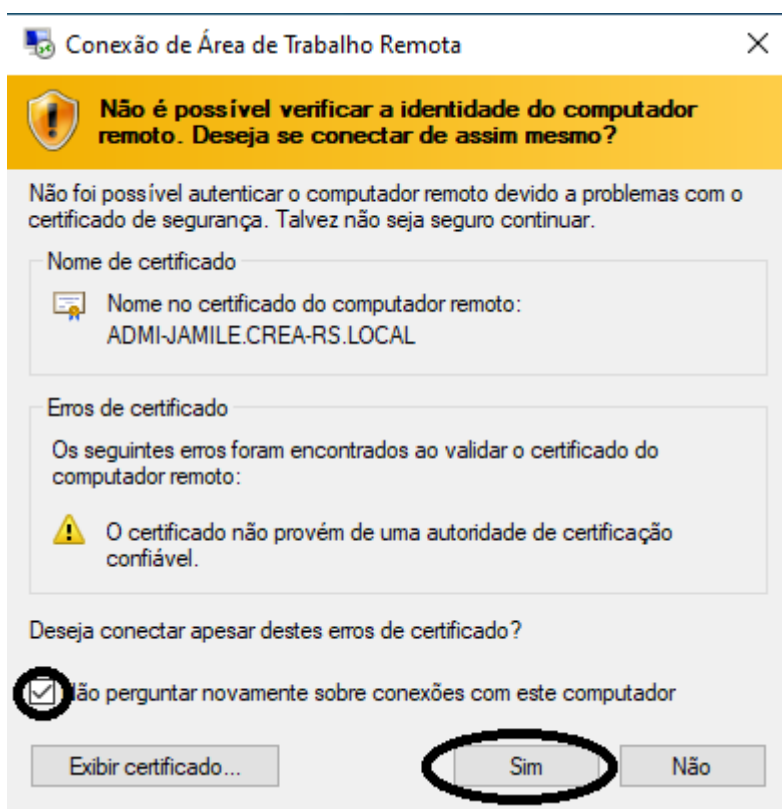 Conexão de Área de Trabalho Remota
Não é possível verificar a identidade do computador
remoto. Deseja se conectar de assim mesmo?
Não foi possível autenticar o computador remoto devido a problemas com o
certificado de segurança. Talvez não seja seguro continuar.
Nome de certificado
Nome no certificado do computador remoto:
ADMI-JAMILE.CREA-RS.LOCAL
Erros de certificado
Os seguintes erros foram encontrados ao validar o certificado do
computador remoto:
O certificado não provém de uma autoridade de certificação
confiável.
Deseja conectar apesar destes erros de certificado?
Não perguntar novamente sobre conexões com este computador
Exibir certificado... Sim Não